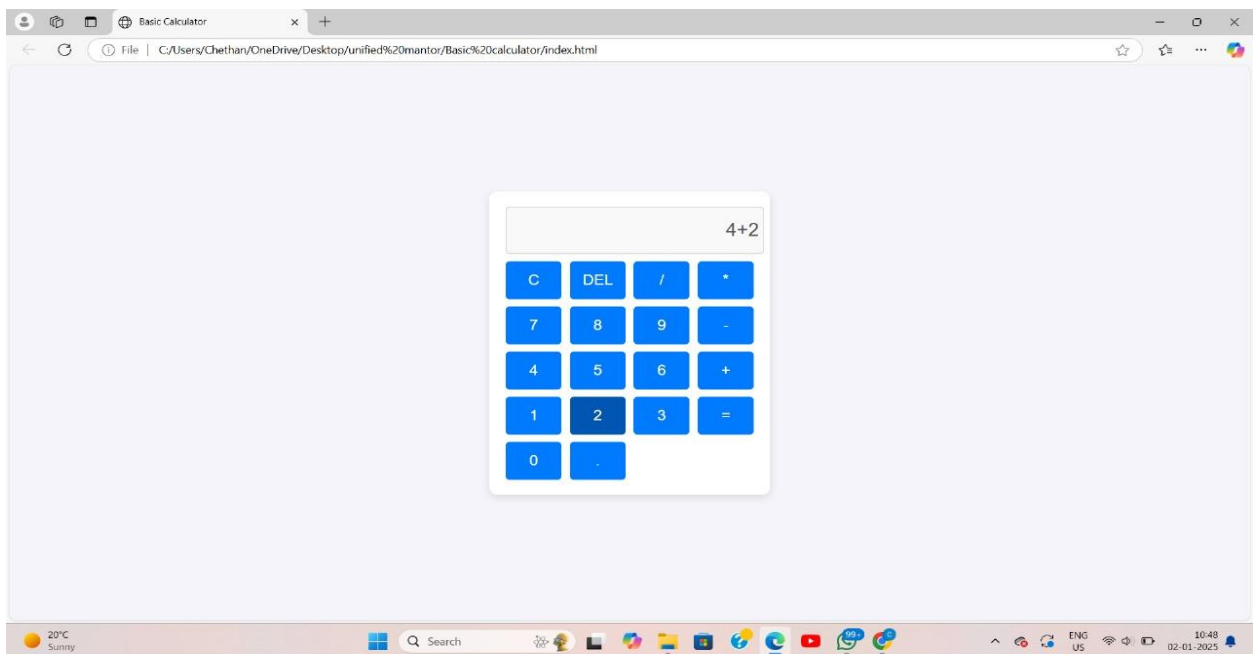 Basic Calculator
File | C:/Users/Chethan/OneDrive/Desktop/unified%20mantor/Basic%20calculator/index.html
4+2
C DEL / *
7 8 9 -
4 5 6 +
1 2 3 =
0 .
20°C
Sunny
Search
99+
ENG
US
10:48
02-01-2025